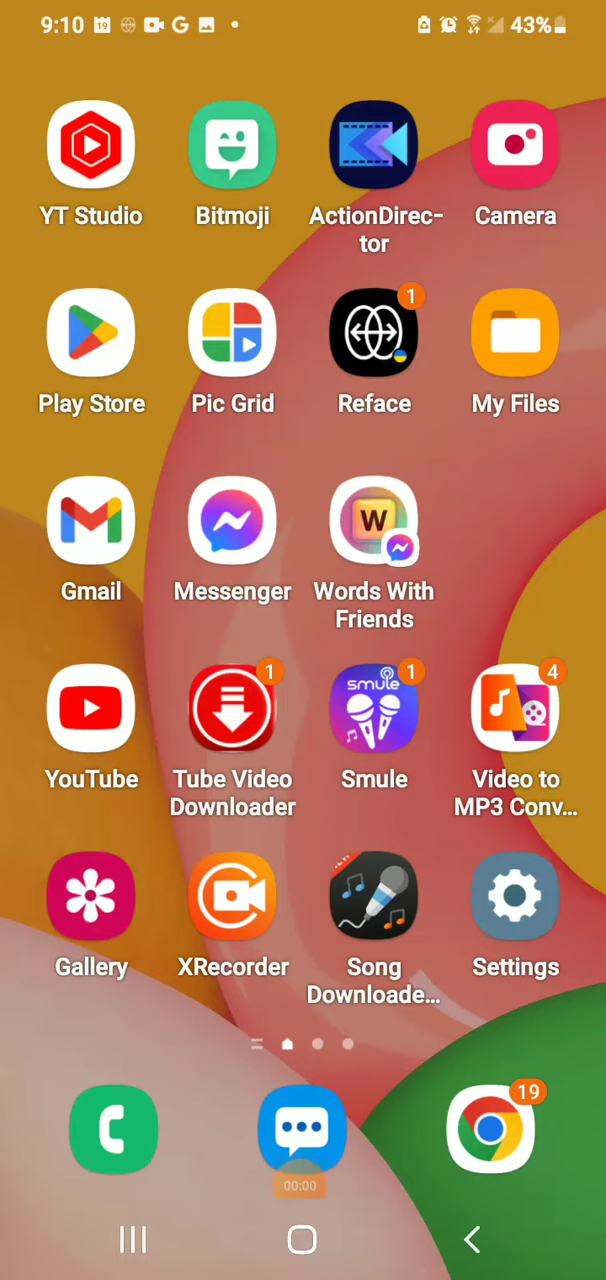 9:10 19 G 43%
YT Studio Bitmoji ActionDirec- Camera
tor
1
Play Store Pic Grid Reface My Files
W
Gmail Messenger Words With
Friends
1 1 4
smule
YouTube Tube Video Smule Video to
Downloader MP3 Conv...
Gallery XRecorder Song Settings
Downloade...
19
00:00